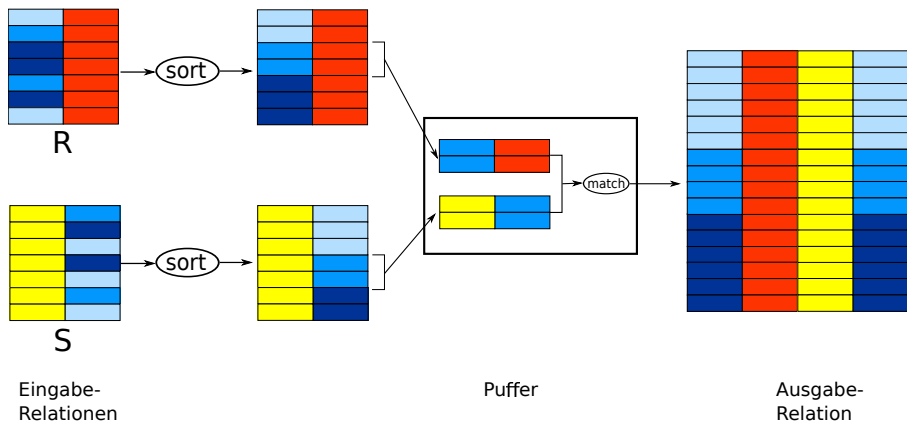 sort
R
match
sort
S
Eingabe-
Relationen
Puffer
Ausgabe-
Relation